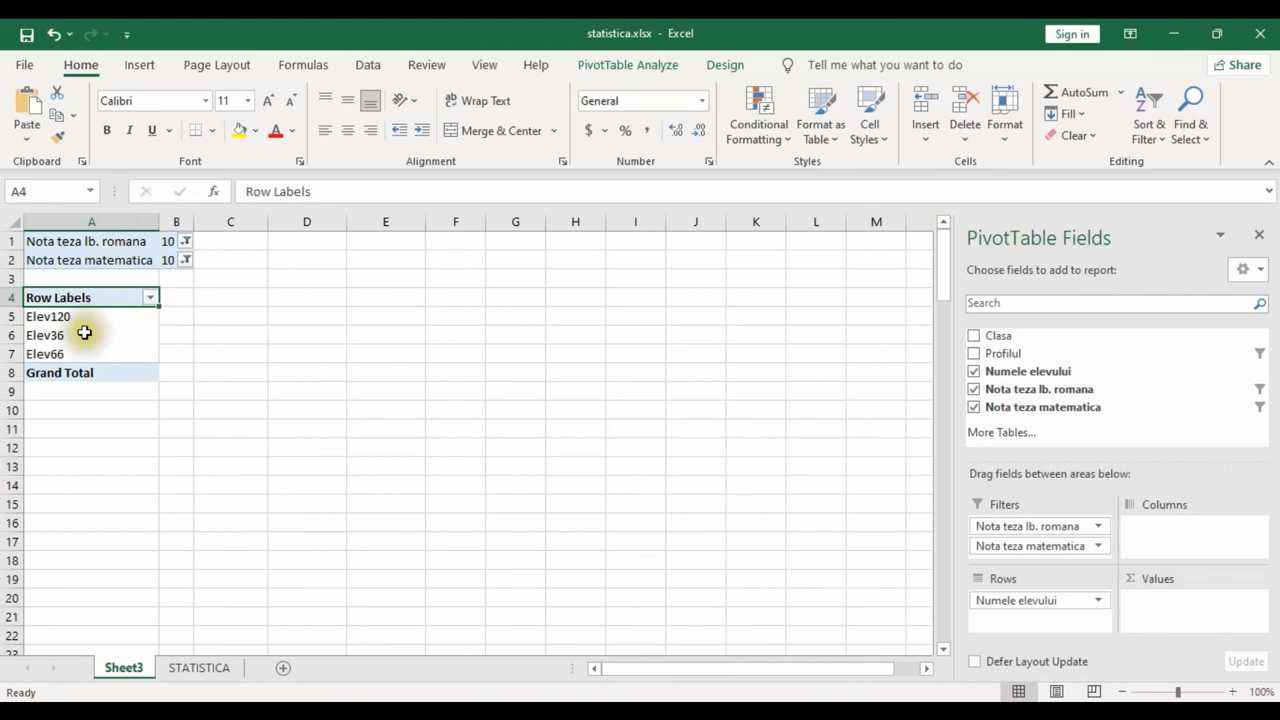 statistica.xlsx - Excel
Sign in
File Home Insert Page Layout Formulas Data Review View Help PivotTable Analyze Design Tell me what you want to do Share
Paste
Calibri 11
B I U
Wrap Text
Merge & Center
General
$ % ,
Conditional Formatting
Format as Table
Cell Styles
Insert
Delete
Format
AutoSum
Fill
Clear
Sort & Filter
Find & Select
Clipboard Font Alignment Number Styles Cells Editing
A4 fx Row Labels
A B C D E F G H I J K L M
1 Nota teza lb. romana 10
2 Nota teza matematica 10
3
4 Row Labels
5 Elev120
6 Elev36
7 Elev66
8 Grand Total
9
10
11
12
13
14
15
16
17
18
19
20
21
22
23
PivotTable Fields
Choose fields to add to report:
Search
Clasa
Profilul
Numele elevului
Nota teza lb. romana
Nota teza matematica
More Tables...
Drag fields between areas below:
Filters
Nota teza lb. romana
Nota teza matematica
Columns
Rows
Numele elevului
Σ Values
Defer Layout Update Update
Sheet3 STATISTICA
Ready
100%